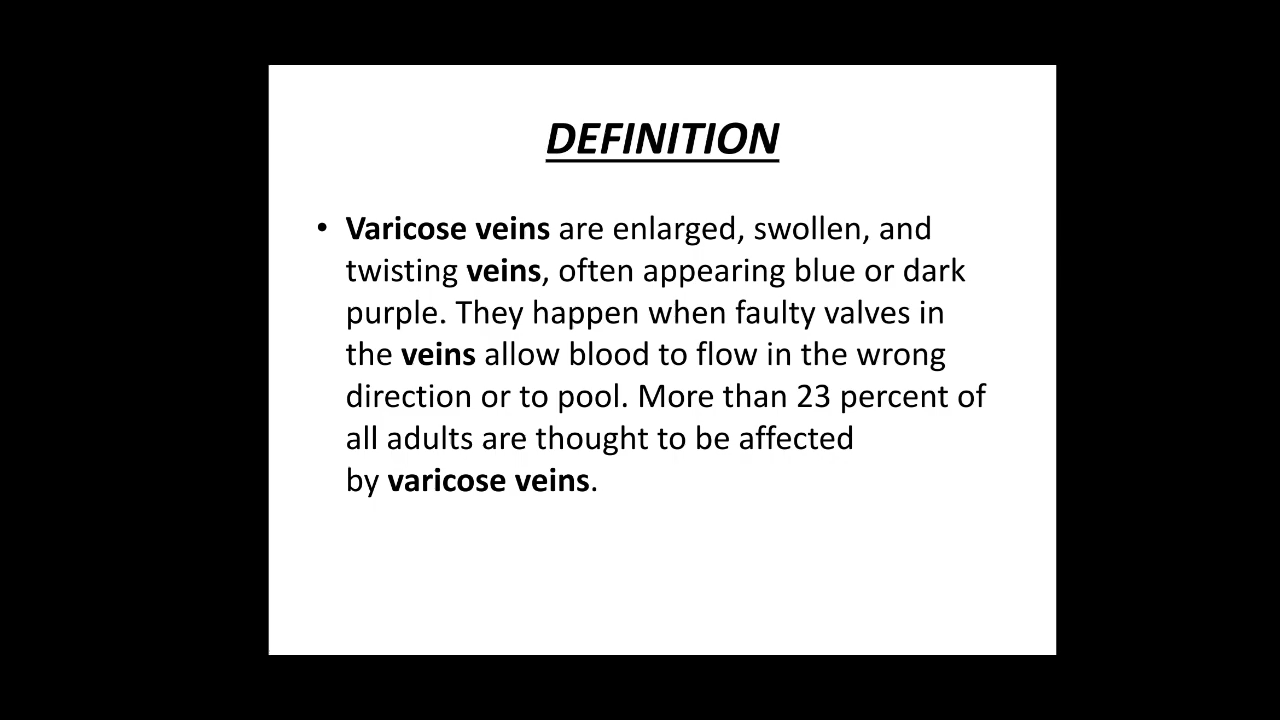 DEFINITION
• Varicose veins are enlarged, swollen, and
twisting veins, often appearing blue or dark
purple. They happen when faulty valves in
the veins allow blood to flow in the wrong
direction or to pool. More than 23 percent of
all adults are thought to be affected
by varicose veins.